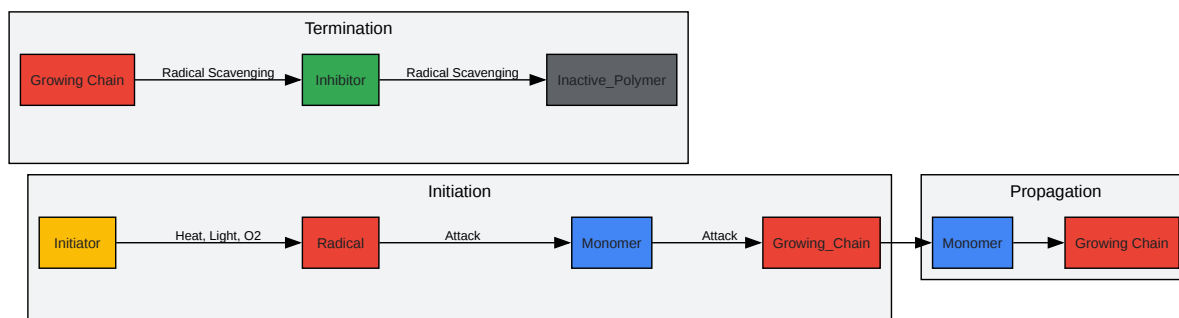 Termination
Growing Chain
Radical Scavenging
Inhibitor
Radical Scavenging
Inactive_Polymer
Initiation
Initiator
Heat, Light, O2
Radical
Attack
Monomer
Attack
Growing_Chain
Propagation
Monomer
Growing Chain